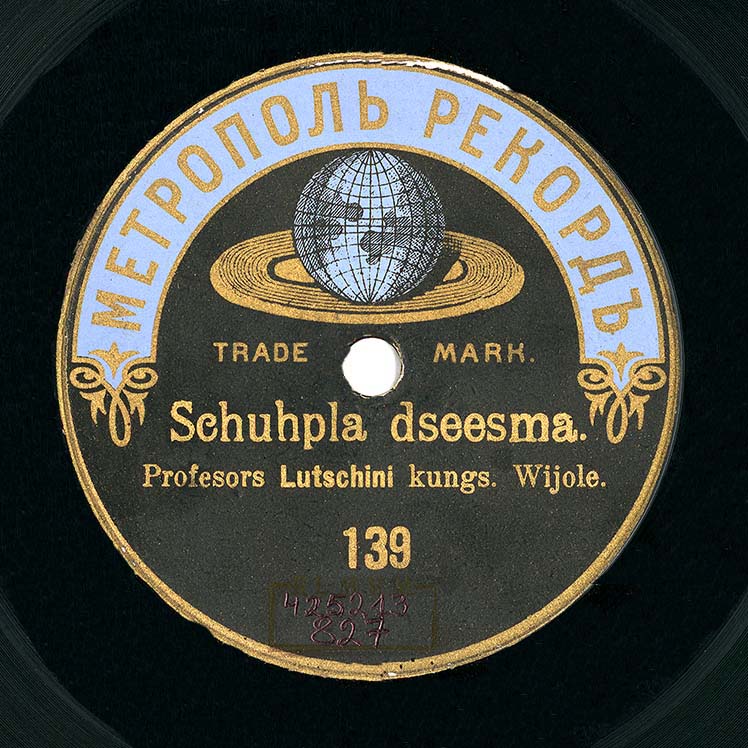 МЕТРОПОЛЬ РЕКОРДЪ
TRADE MARK.
Schuhpla dseesma.
Profesors Lutschini kungs. Wijole.
139
425213
827